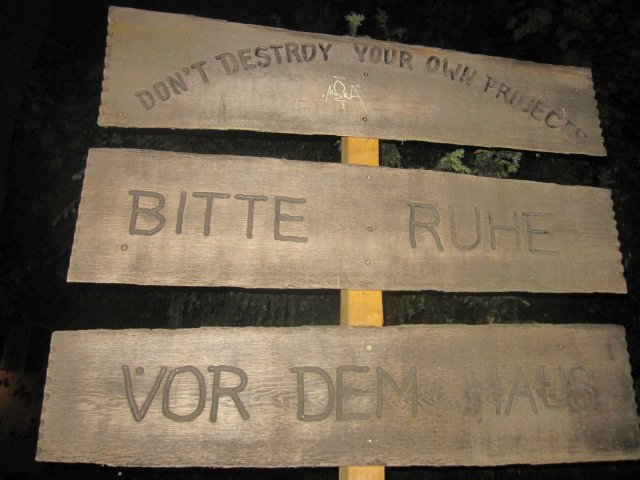 DON'T DESTROY YOUR OWN PROJECTS
BITTE RUHE
VOR DEM HAUS